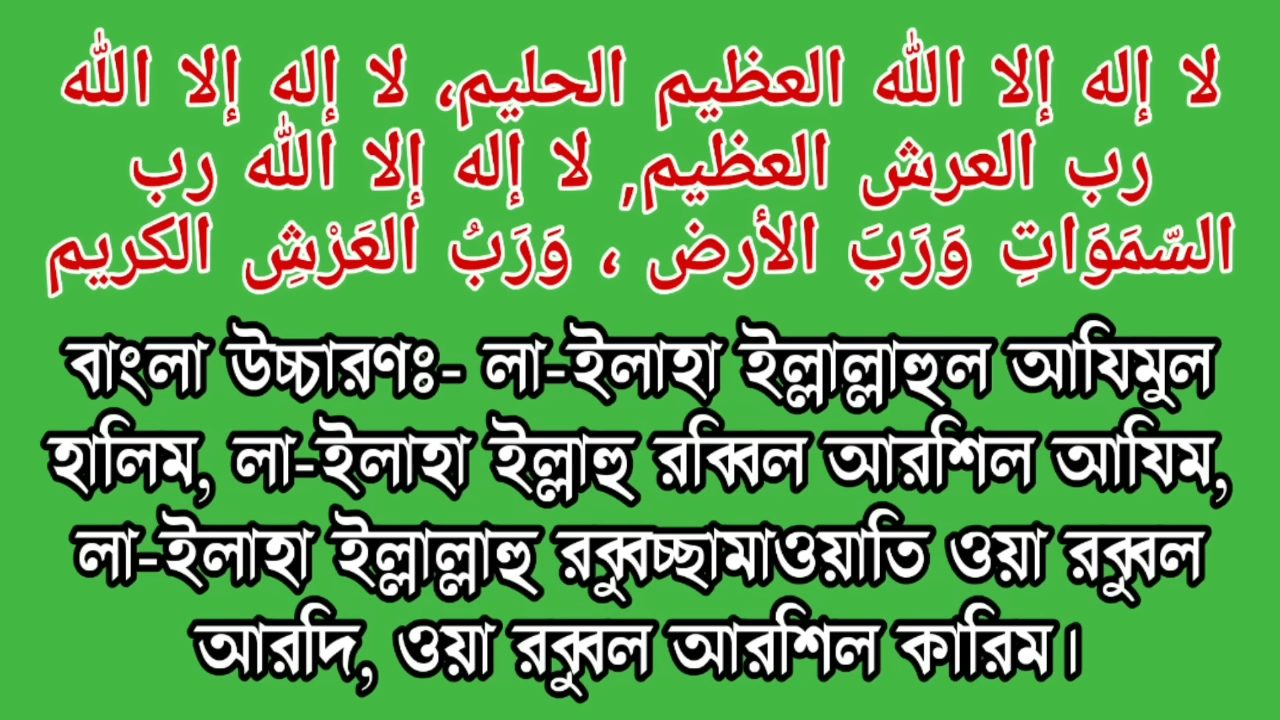 لا إله إلا الله العظيم الحليم، لا إله إلا الله
رب العرش العظيم, لا إله إلا الله رب
السّمَوَاتِ وَرَبَ الأرض ، وَرَبُ العَرْشِ الكريم
বাংলা উচ্চারণঃ- লা-ইলাহা ইল্লাল্লাহুল আযিমুল
হালিম, লা-ইলাহা ইল্লাহু রব্বিল আরশিল আযিম,
লা-ইলাহা ইল্লাল্লাহু রব্বুচ্ছামাওয়াতি ওয়া রব্বুল
আরদি, ওয়া রব্বুল আরশিল কারিম।